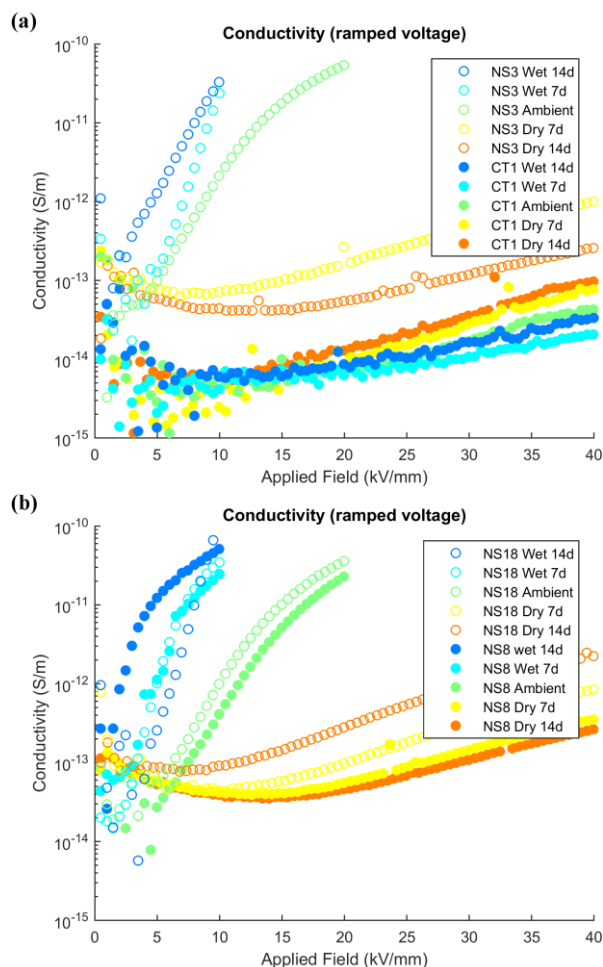 (a)
Conductivity (ramped voltage)
10-10
10-11
10-12
10-13
10-14
10-15
Conductivity (S/m)
NS3 Wet 14d
NS3 Wet 7d
NS3 Ambient
NS3 Dry 7d
NS3 Dry 14d
CT1 Wet 14d
CT1 Wet 7d
CT1 Ambient
CT1 Dry 7d
CT1 Dry 14d
0 5 10 15 20 25 30 35 40
Applied Field (kV/mm)
(b)
Conductivity (ramped voltage)
10-10
10-11
10-12
10-13
10-14
10-15
Conductivity (S/m)
NS18 Wet 14d
NS18 Wet 7d
NS18 Ambient
NS18 Dry 7d
NS18 Dry 14d
NS8 wet 14d
NS8 Wet 7d
NS8 Ambient
NS8 Dry 7d
NS8 Dry 14d
0 5 10 15 20 25 30 35 40
Applied Field (kV/mm)